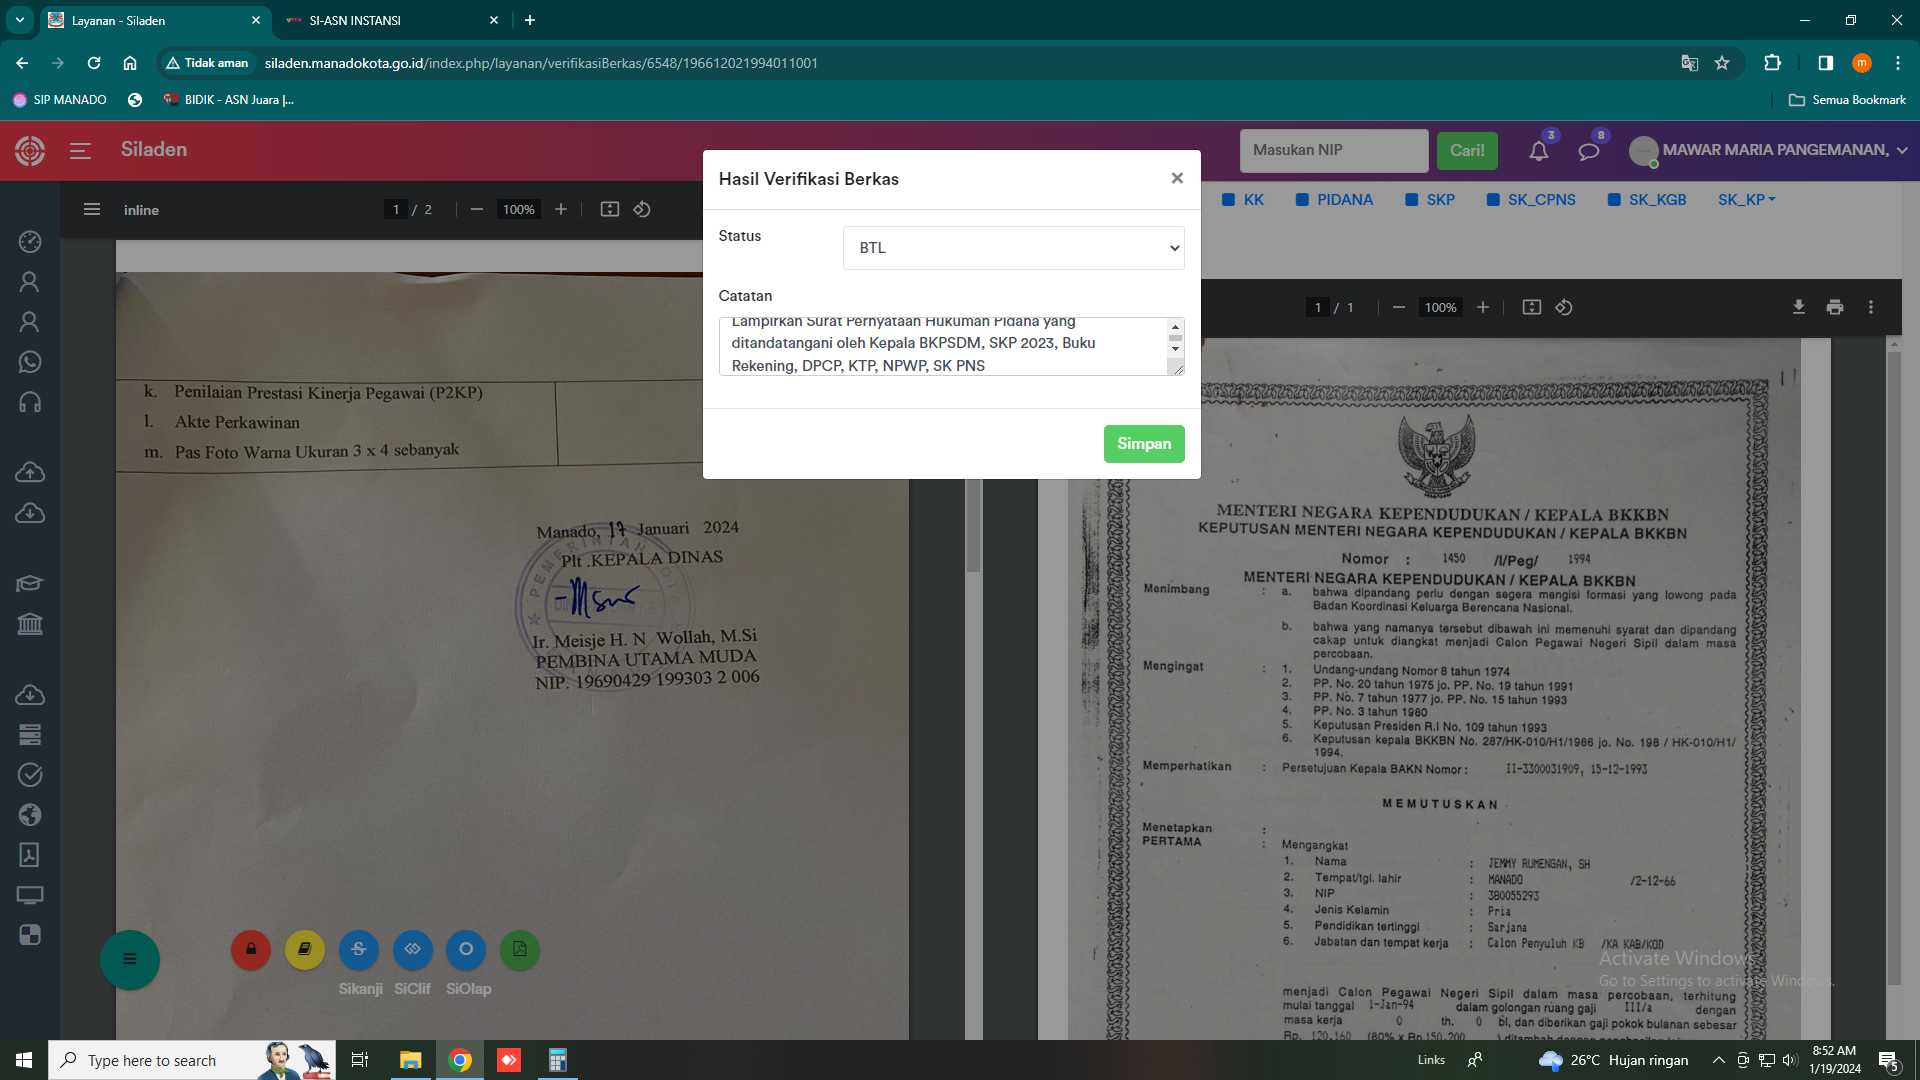 Layanan - Siladen
SI-ASN INSTANSI
Tidak aman
siladen.manadokota.go.id/index.php/layanan/verifikasiBerkas/6548/196612021994011001
m
SIP MANADO
BIDIK - ASN Juara |...
Semua Bookmark
Siladen
Masukan NIP
Cari!
3
8
MAWAR MARIA PANGEMANAN,
inline
1 / 2
100%
KK
PIDANA
SKP
SK_CPNS
SK_KGB
SK_KP
1 / 1
100%
Hasil Verifikasi Berkas
Status
BTL
Catatan
Lampirkan Surat Pernyataan Hukuman Pidana yang
ditandatangani oleh Kepala BKPSDM, SKP 2023, Buku
Rekening, DPCP, KTP, NPWP, SK PNS
Simpan
k. Penilaian Prestasi Kinerja Pegawai (P2KP)
l. Akte Perkawinan
m. Pas Foto Warna Ukuran 3 x 4 sebanyak
Manado, 17 Januari 2024
Plt .KEPALA DINAS
Ir. Meisje H. N Wollah, M.Si
PEMBINA UTAMA MUDA
NIP. 19690429 199303 2 006
Sikanji
SiClif
SiOlap
MENTERI NEGARA KEPENDUDUKAN / KEPALA BKKBN
KEPUTUSAN MENTERI NEGARA KEPENDUDUKAN / KEPALA BKKBN
Nomor : 1450 /I/Peg/ 1994
MENTERI NEGARA KEPENDUDUKAN / KEPALA BKKBN
Menimbang : a. bahwa dipandang perlu dengan segera mengisi formasi yang lowong pada
Badan Koordinasi Keluarga Berencana Nasional.
b. bahwa yang namanya tersebut dibawah ini memenuhi syarat dan dipandang
cakap untuk diangkat menjadi Calon Pegawai Negeri Sipil dalam masa
percobaan.
Mengingat : 1. Undang-undang Nomor 8 tahun 1974
2. PP. No. 20 tahun 1975 jo. PP. No. 19 tahun 1991
3. PP. No. 7 tahun 1977 jo. PP. No. 15 tahun 1993
4. PP. No. 3 tahun 1980
5. Keputusan Presiden R.I No. 109 tahun 1993
6. Keputusan kepala BKKBN No. 287/HK-010/H1/1986 jo. No. 198 / HK-010/H1/
1994.
Memperhatikan : Persetujuan Kepala BAKN Nomor : II-3300031909, 15-12-1993
MEMUTUSKAN
Menetapkan :
PERTAMA : Mengangkat
1. Nama : JEMMY RUMENGAN, SH
2. Tempat/tgl. lahir : MANADO /2-12-66
3. NIP : 380055293
4. Jenis Kelamin : Pria
5. Pendidikan tertinggi : Sarjana
6. Jabatan dan tempat kerja : Calon Penyuluh KB /KA KAB/KOD
menjadi Calon Pegawai Negeri Sipil dalam masa percobaan, terhitung
mulai tanggal 1-Jan-94 dalam golongan ruang gaji III/a dengan
masa kerja 0 th. 0 bl, dan diberikan gaji pokok bulanan sebesar
Rp. 120.160 (80% x Rp 150.200
Activate Windows
Go to Settings to activate Windows.
Type here to search
Links
26°C Hujan ringan
8:52 AM
1/19/2024
5